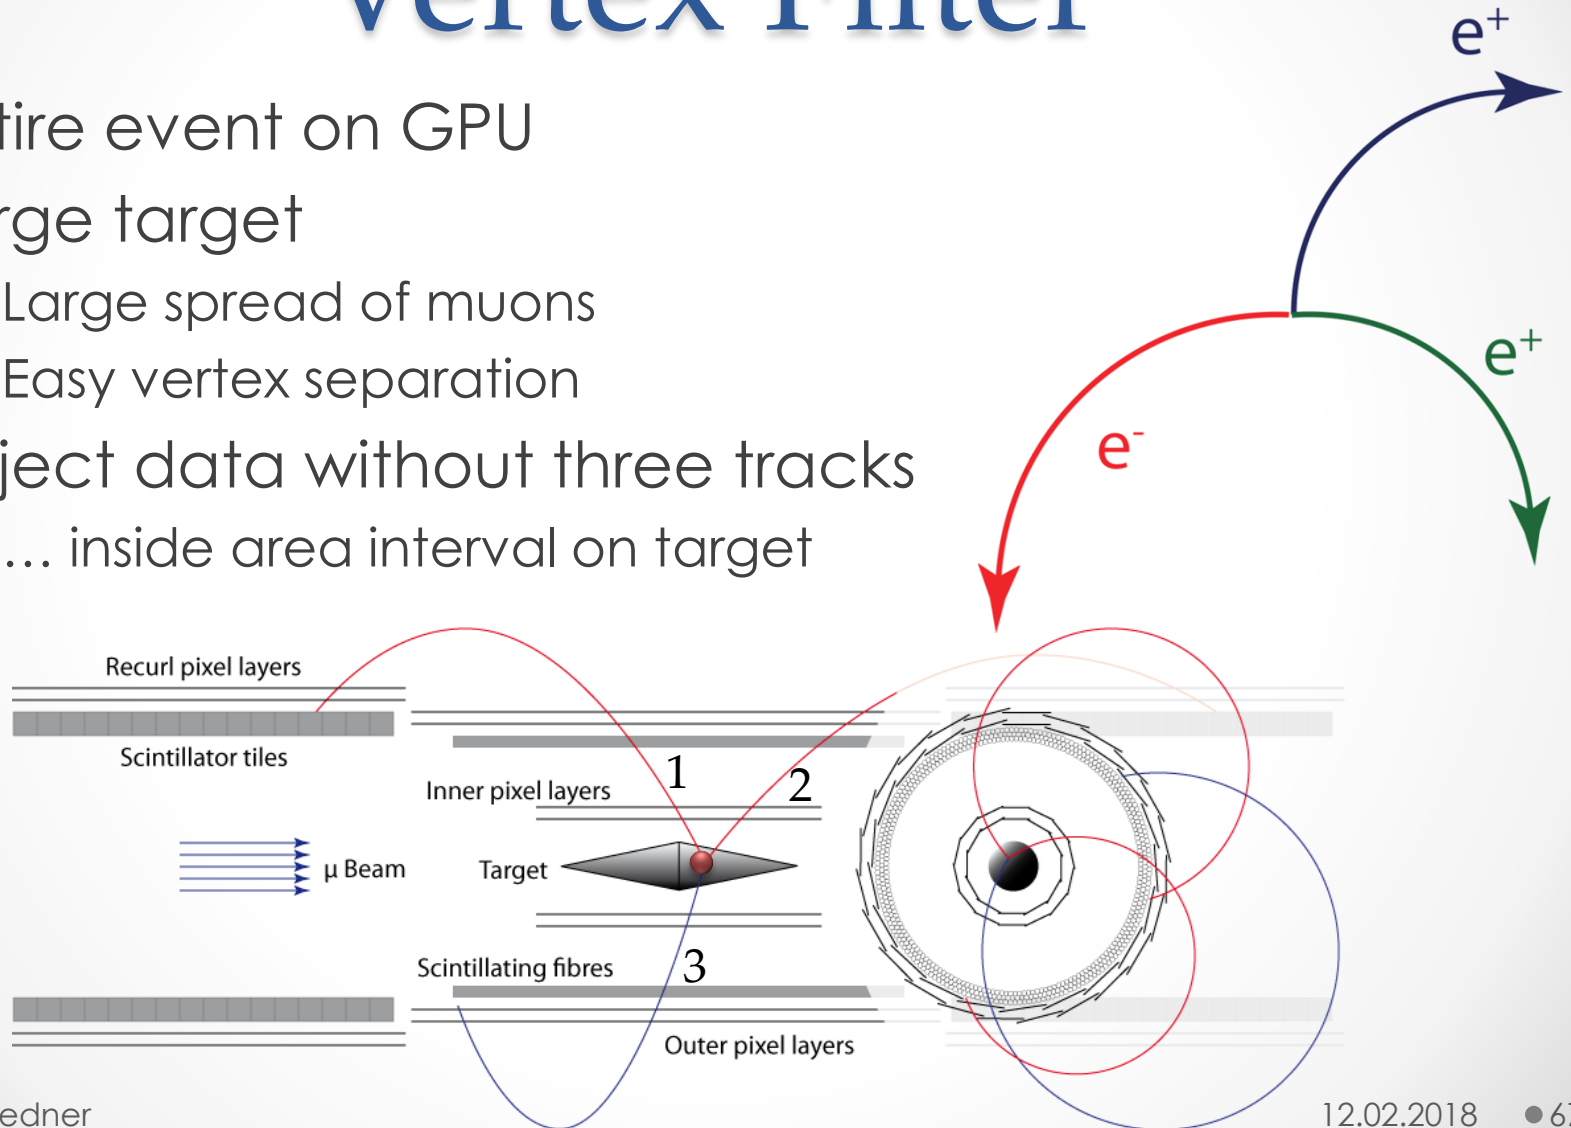 Vertex Filter
tire event on GPU
rge target
Large spread of muons
Easy vertex separation
ject data without three tracks
... inside area interval on target
e+
e+
e-
Recurl pixel layers
Scintillator tiles
Inner pixel layers
1
2
μ Beam
Target
Scintillating fibres
3
Outer pixel layers
edner
12.02.2018